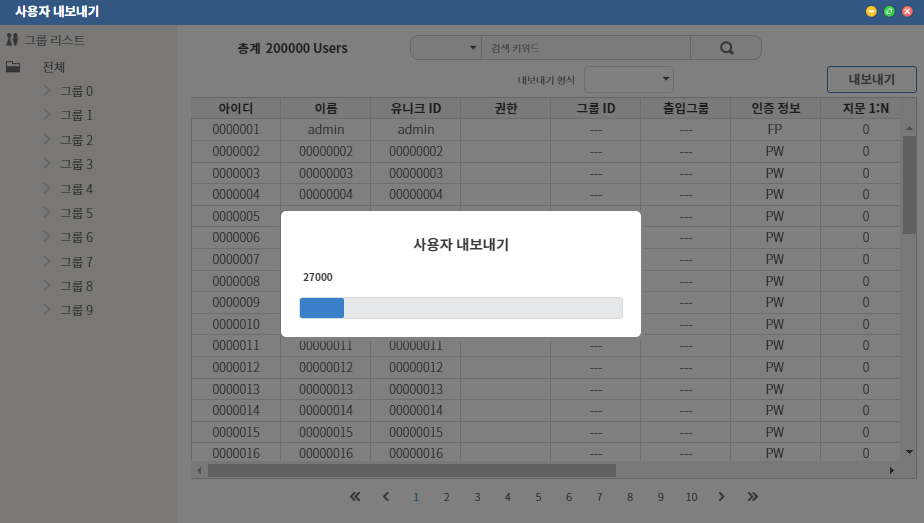 사용자 내보내기
그룹 리스트
전체
그룹 0
그룹 1
그룹 2
그룹 3
그룹 4
그룹 5
그룹 6
그룹 7
그룹 8
그룹 9
총계 200000 Users
검색 키워드
내보내기 형식
내보내기
아이디 이름 유니크 ID 권한 그룹 ID 출입그룹 인증 정보 지문 1:N
0000001 admin admin --- --- FP 0
0000002 00000002 00000002 --- --- PW 0
0000003 00000003 00000003 --- --- PW 0
0000004 00000004 00000004 --- --- PW 0
0000005 --- PW 0
0000006 --- PW 0
0000007 --- PW 0
0000008 --- PW 0
0000009 --- PW 0
0000010 --- PW 0
0000011 00000011 00000011 --- --- PW 0
0000012 00000012 00000012 --- --- PW 0
0000013 00000013 00000013 --- --- PW 0
0000014 00000014 00000014 --- --- PW 0
0000015 00000015 00000015 --- --- PW 0
0000016 00000016 00000016 --- --- PW 0
사용자 내보내기
27000
1 2 3 4 5 6 7 8 9 10